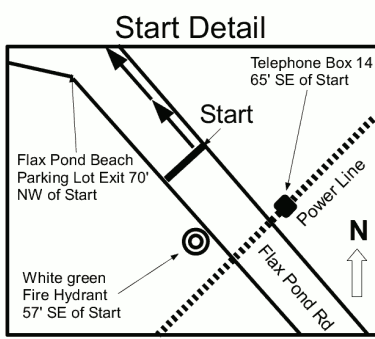 Start Detail
Telephone Box 14
65' SE of Start
Start
Flax Pond Beach
Parking Lot Exit 70'
NW of Start
Power Line
N
White green
Fire Hydrant
57' SE of Start
Flax Pond Rd